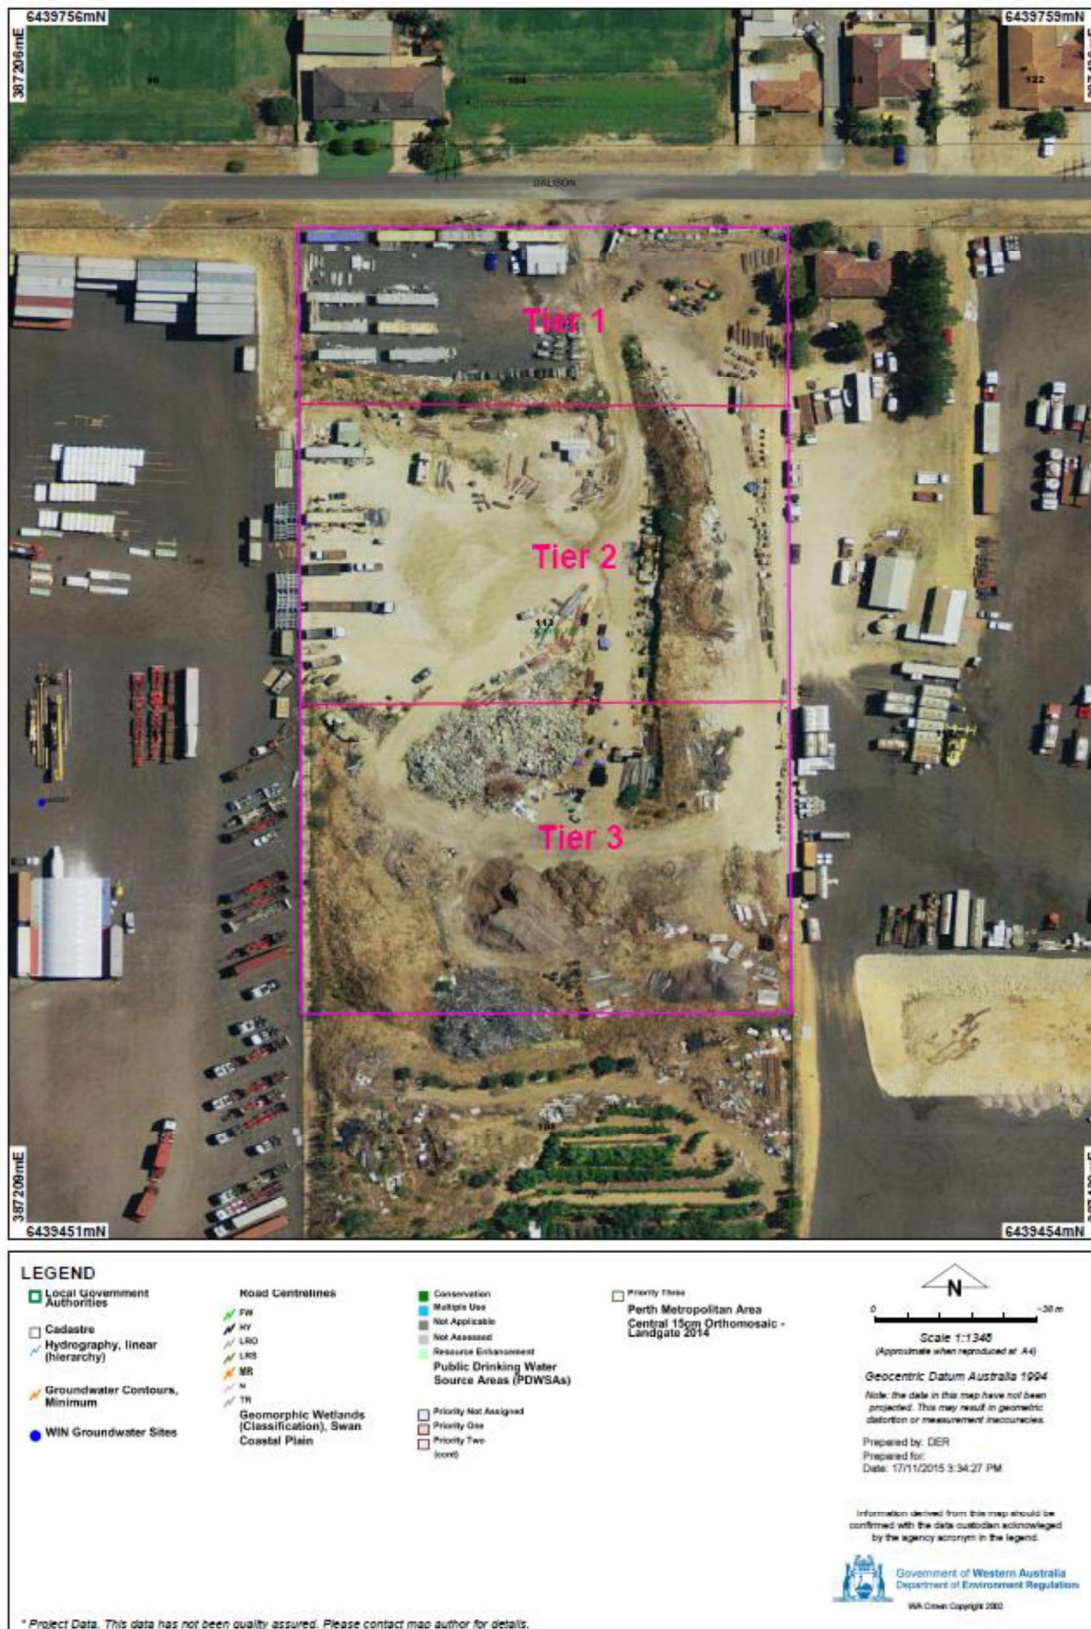 6439756mN
6439759mN
387206mE
98
104
122
DALISON
Tier 1
Tier 2
113
Tier 3
108
387209mE
6439451mN
6439454mN
LEGEND
Local Government
Authorities
Cadastre
Hydrography, linear
(hierarchy)
Groundwater Contours,
Minimum
WIN Groundwater Sites
Road Centrelines
FW
HY
LRD
LRS
MR
N
TR
Geomorphic Wetlands
(Classification), Swan
Coastal Plain
Conservation
Multiple Use
Not Applicable
Not Assessed
Resource Enhancement
Public Drinking Water
Source Areas (PDWSAs)
Priority Not Assigned
Priority One
Priority Two
(cont)
Priority Three
Perth Metropolitan Area
Central 15cm Orthomosaic -
Landgate 2014
N
0
Scale 1:1346
(Approximate when reproduced at A4)
Geocentric Datum Australia 1994
Note: the data in this map have not been
projected. This may result in geometric
distortion or measurement inaccuracies.
Prepared by: DER
Prepared for:
Date: 17/11/2015 3:34:27 PM
Information derived from this map should be
confirmed with the data custodian acknowleged
by the agency acronym in the legend.
Government of Western Australia
Department of Environment Regulation
WA Crown Copyright 2002
* Project Data. This data has not been quality assured. Please contact map author for details.